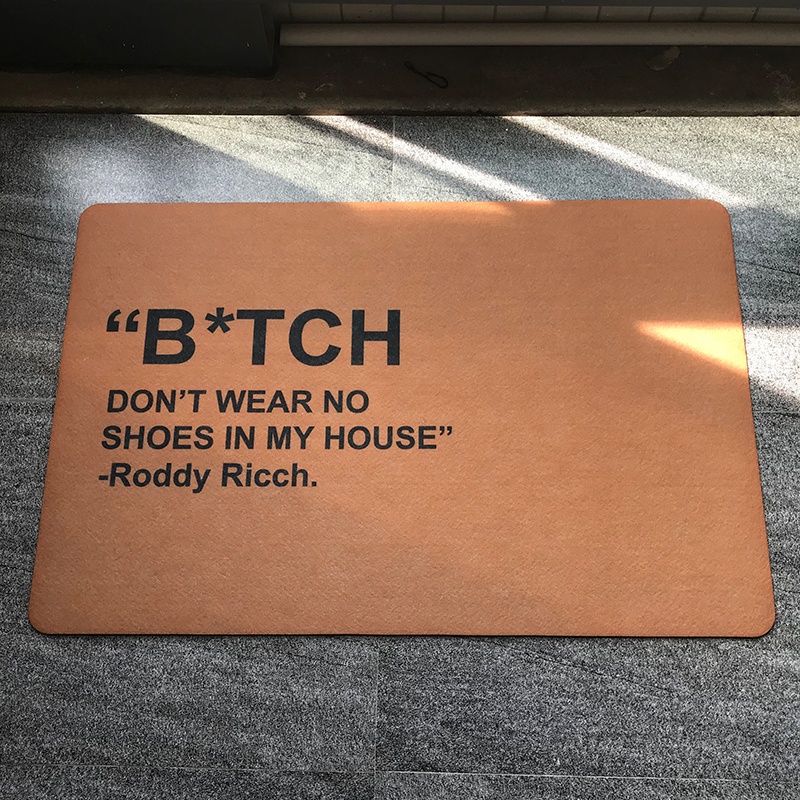 “B*TCH
DON’T WEAR NO
SHOES IN MY HOUSE”
-Roddy Ricch.